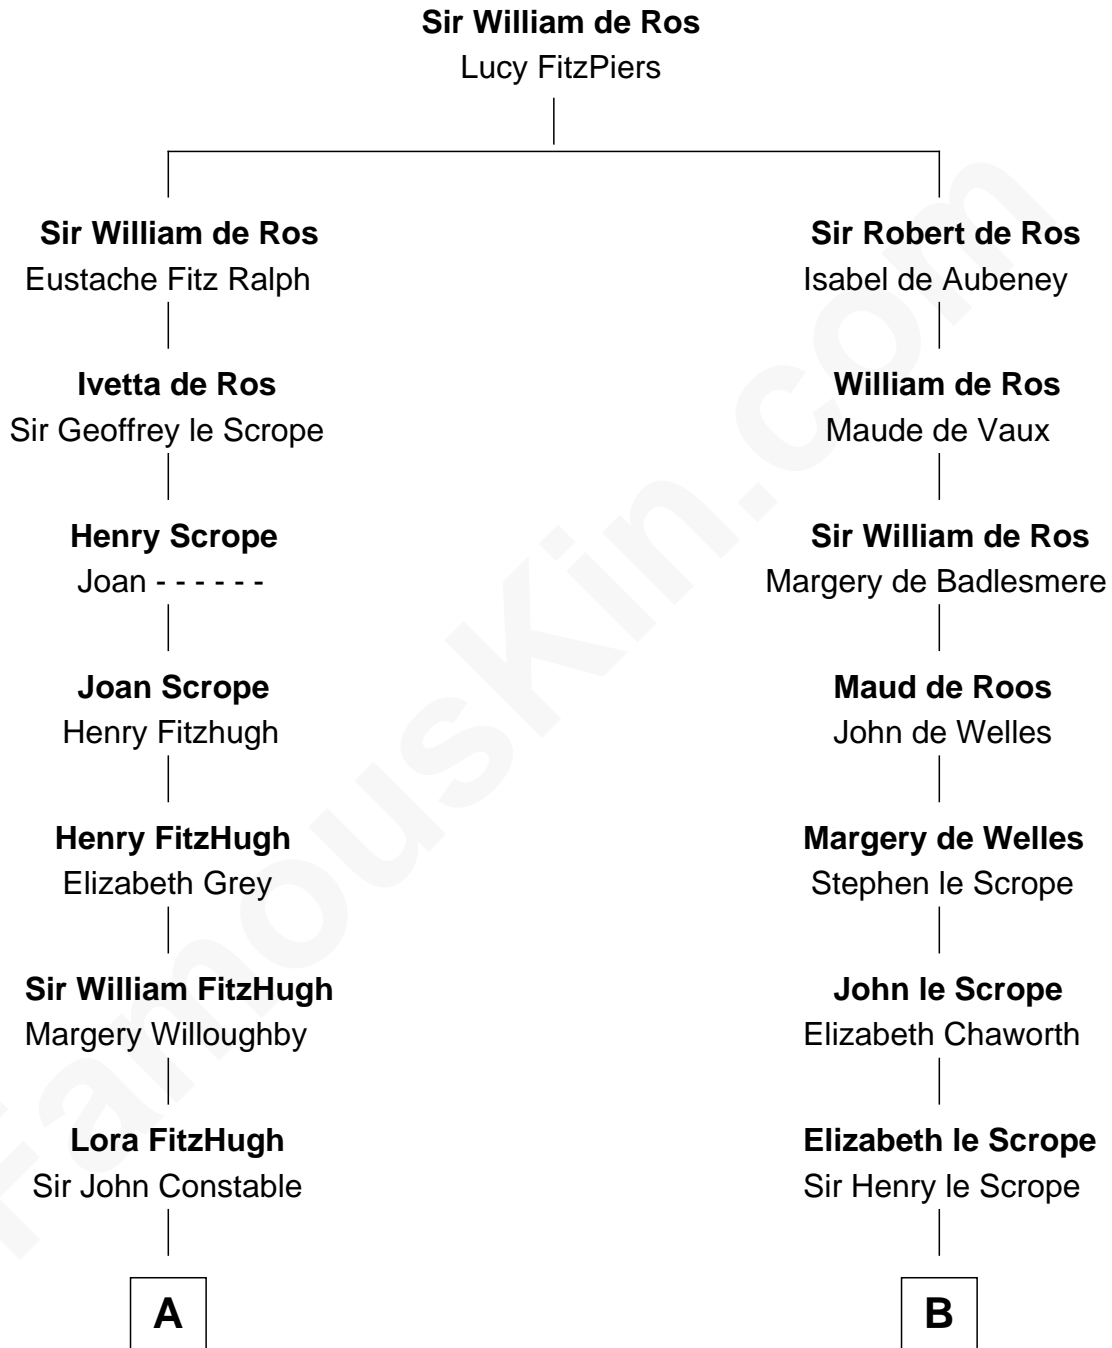 Sir William de Ros
Lucy FitzPiers
Sir William de Ros
Eustache Fitz Ralph
Sir Robert de Ros
Isabel de Aubeney
Ivetta de Ros
Sir Geoffrey le Scrope
William de Ros
Maude de Vaux
Henry Scrope
Joan - - - - - -
Sir William de Ros
Margery de Badlesmere
Joan Scrope
Henry Fitzhugh
Maud de Roos
John de Welles
Henry FitzHugh
Elizabeth Grey
Margery de Welles
Stephen le Scrope
Sir William FitzHugh
Margery Willoughby
John le Scrope
Elizabeth Chaworth
Lora FitzHugh
Sir John Constable
Elizabeth le Scrope
Sir Henry le Scrope
A
B
FamousKin.com